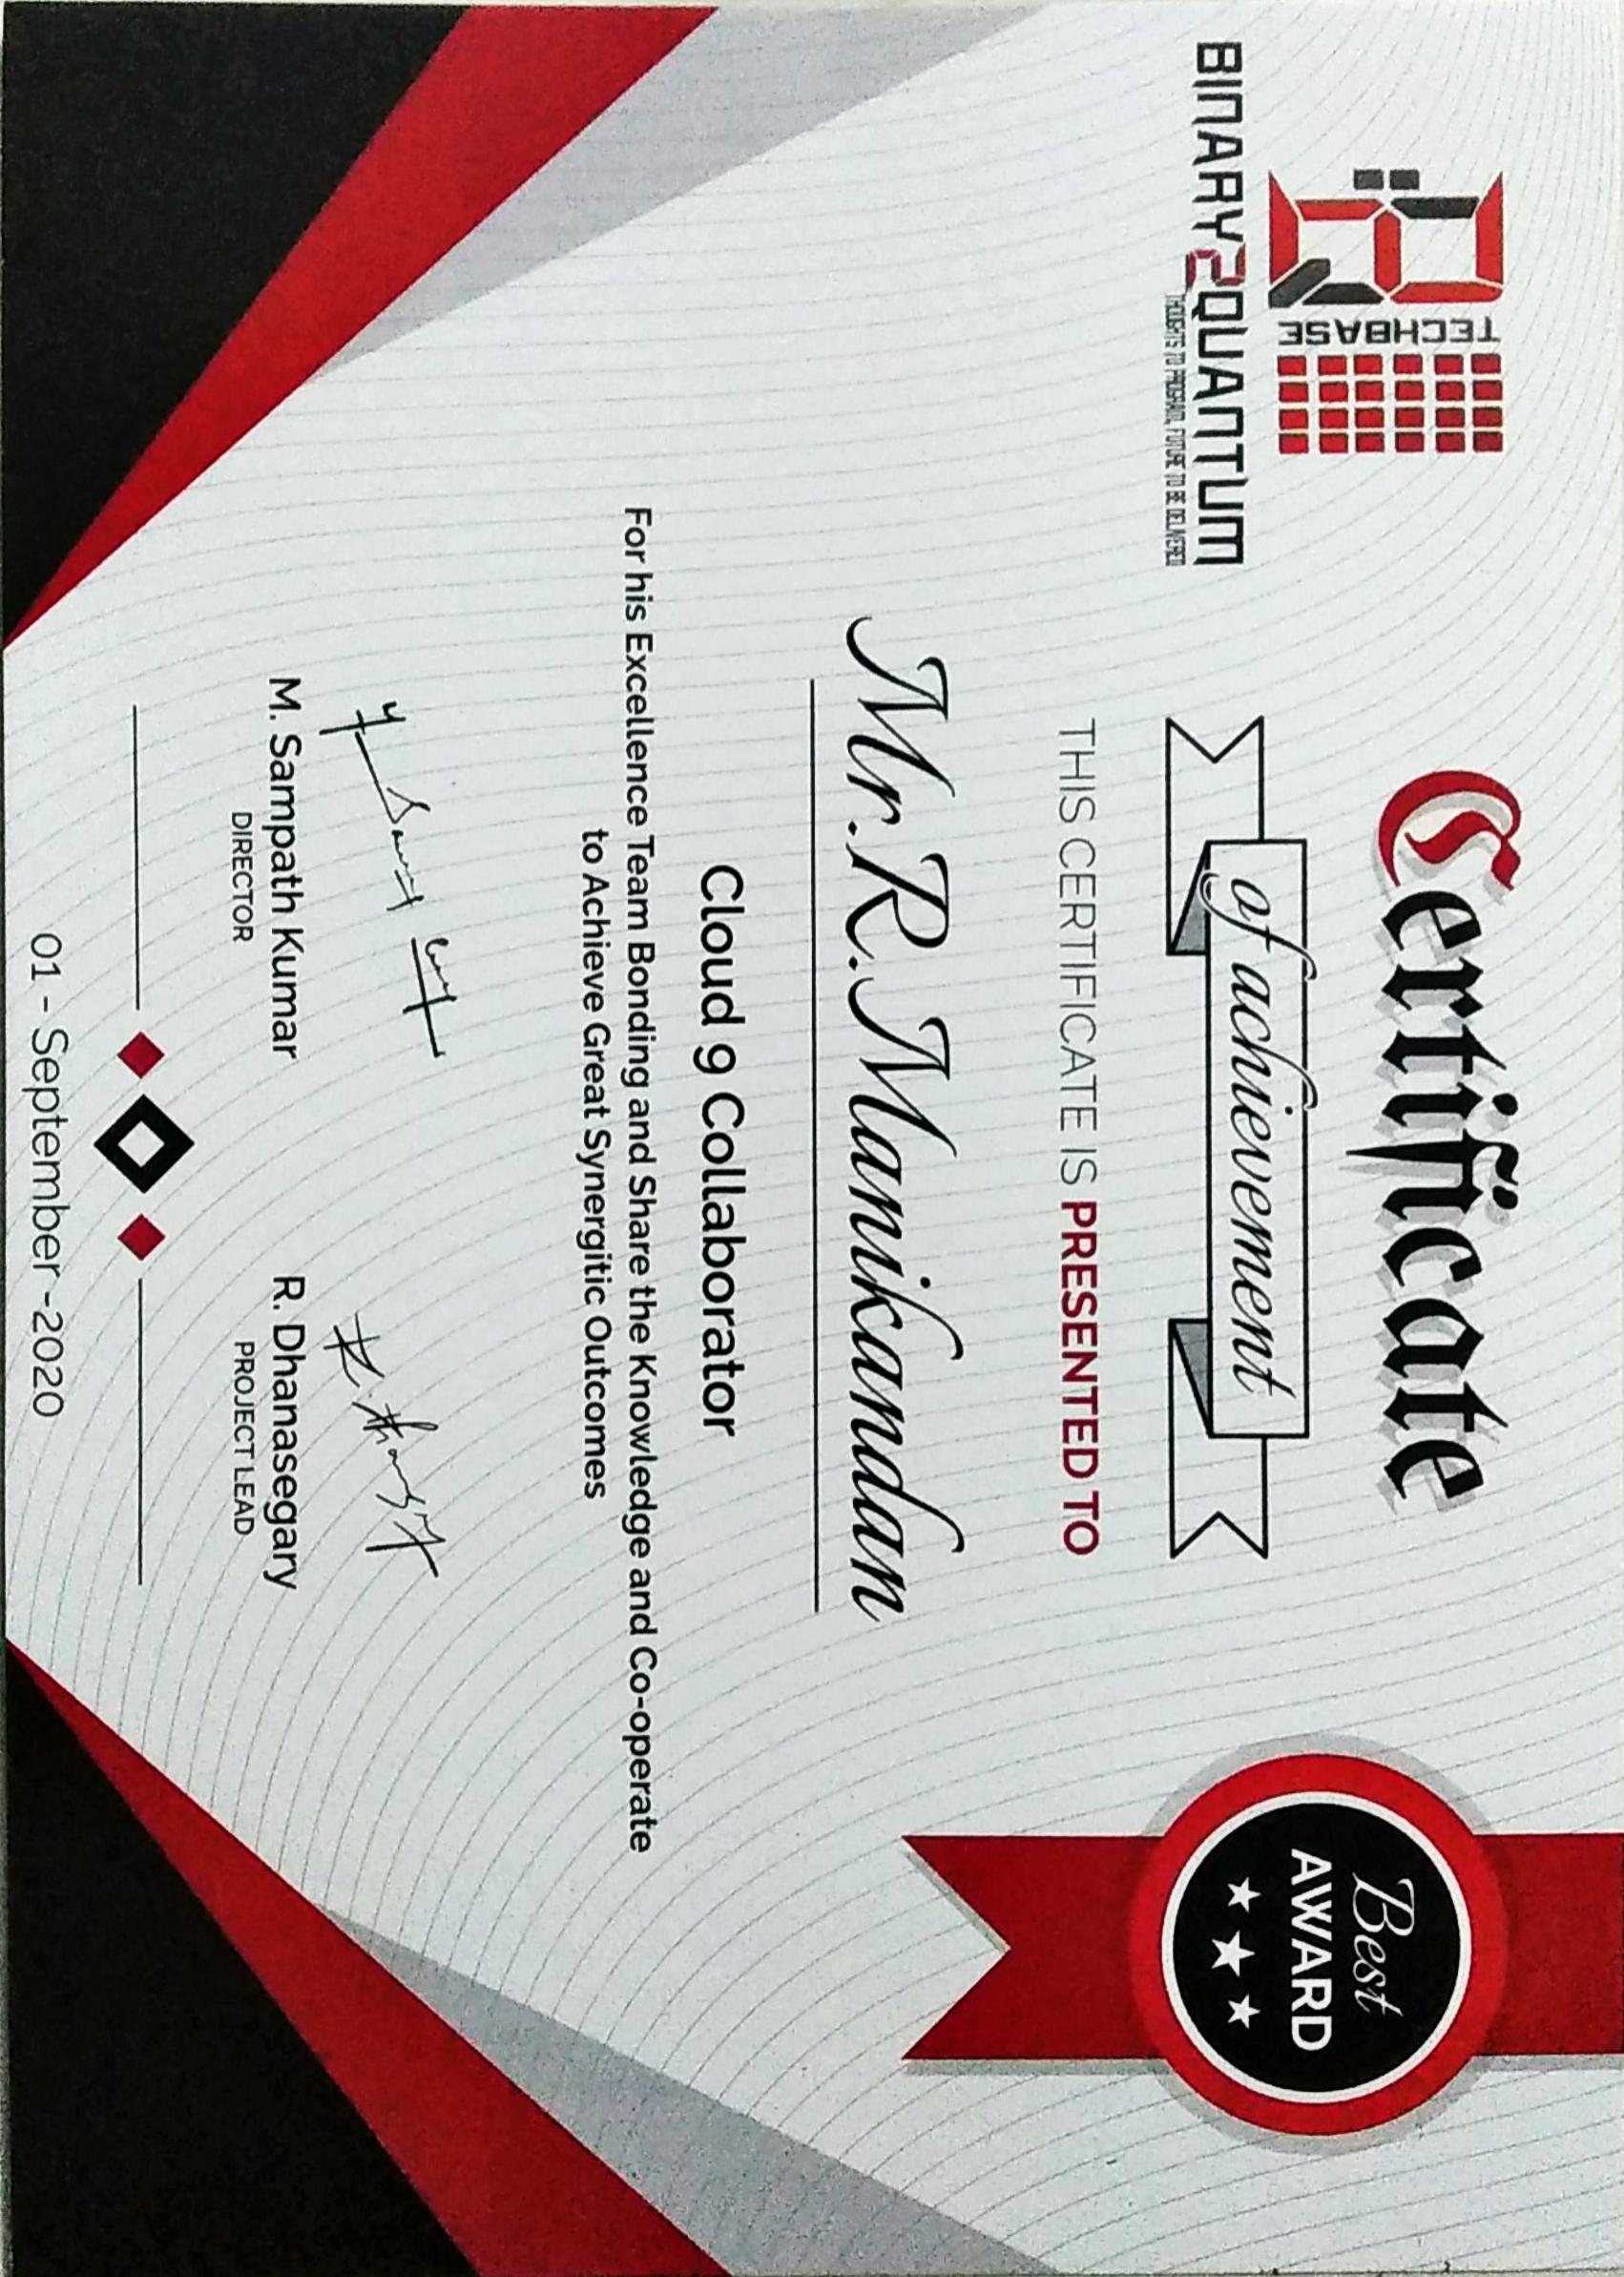 TECHBASE
BINARY2QUANTUM
THOUGHTS TO PROGRAM, FUTURE TO BE DELIVERED
Certificate
of achievement
Best
AWARD
THIS CERTIFICATE IS PRESENTED TO
Mr.R.Manikandan
Cloud 9 Collaborator
For his Excellence Team Bonding and Share the Knowledge and Co-operate
to Achieve Great Synergitic Outcomes
M. Sampath Kumar
DIRECTOR
R. Dhanasegary
PROJECT LEAD
01 - September -2020